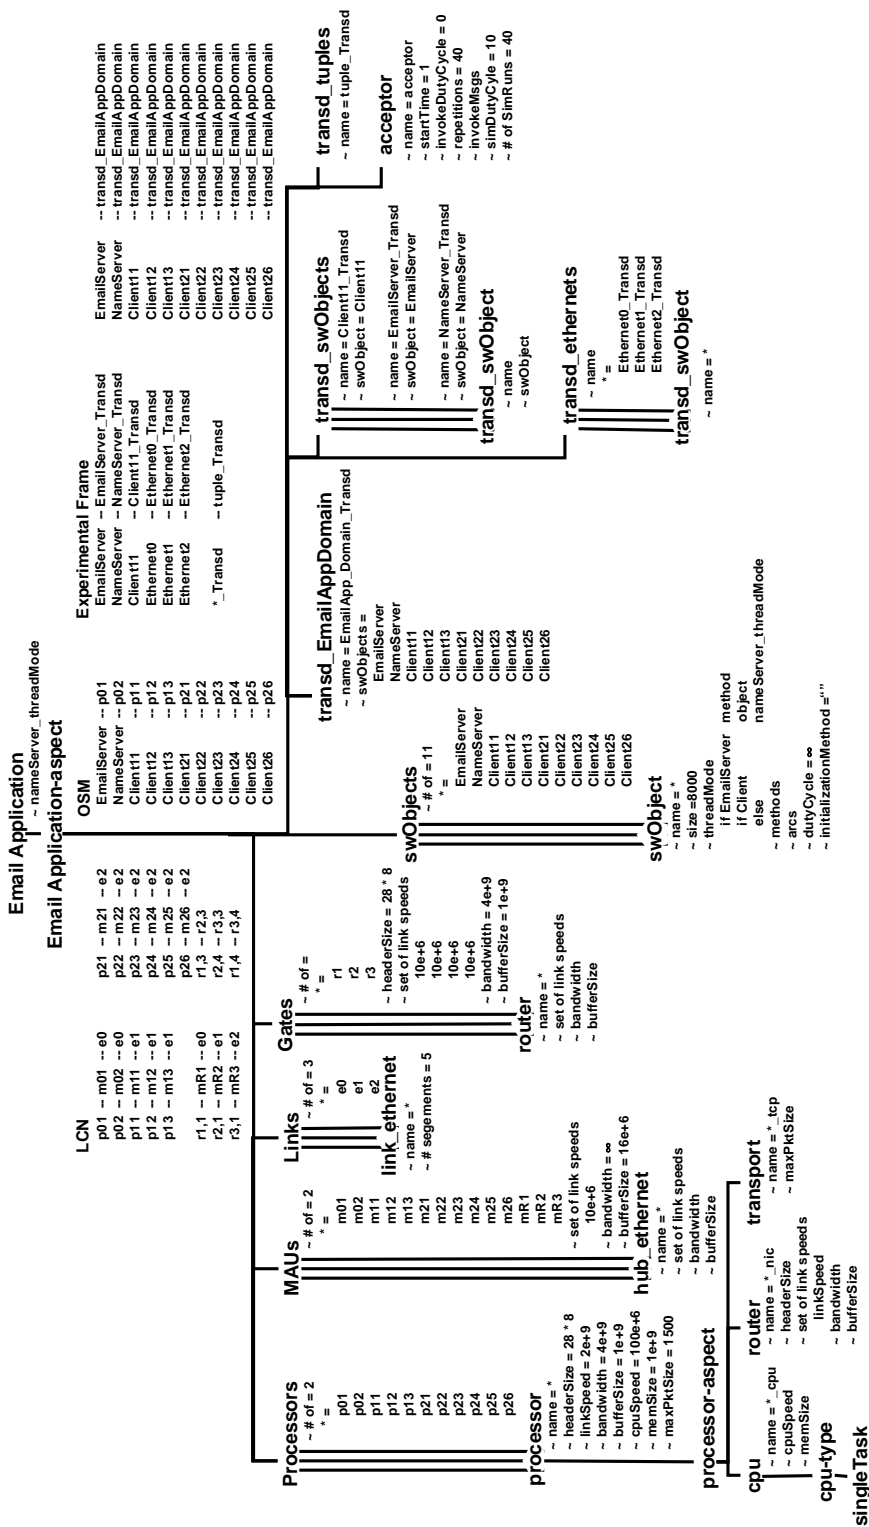 Email Application
~ nameServer_threadMode
Email Application-aspect
LCN
p01 -- m01 -- e0
p02 -- m02 -- e0
p11 -- m11 -- e1
p12 -- m12 -- e1
p13 -- m13 -- e1
r1,1 -- mR1 -- e0
r2,1 -- mR2 -- e1
r3,1 -- mR3 -- e2
p21 -- m21 -- e2
p22 -- m22 -- e2
p23 -- m23 -- e2
p24 -- m24 -- e2
p25 -- m25 -- e2
p26 -- m26 -- e2
r1,3 -- r2,3
r2,4 -- r3,3
r1,4 -- r3,4
OSM
EmailServer -- p01
NameServer -- p02
Client11 -- p11
Client12 -- p12
Client13 -- p13
Client21 -- p21
Client22 -- p22
Client23 -- p23
Client24 -- p24
Client25 -- p25
Client26 -- p26
Experimental Frame
EmailServer -- EmailServer_Transd
NameServer -- NameServer_Transd
Client11 -- Client11_Transd
Ethernet0 -- Ethernet0_Transd
Ethernet1 -- Ethernet1_Transd
Ethernet2 -- Ethernet2_Transd
*_Transd -- tuple_Transd
EmailServer -- transd_EmailAppDomain
NameServer -- transd_EmailAppDomain
Client11 -- transd_EmailAppDomain
Client12 -- transd_EmailAppDomain
Client13 -- transd_EmailAppDomain
Client21 -- transd_EmailAppDomain
Client22 -- transd_EmailAppDomain
Client23 -- transd_EmailAppDomain
Client24 -- transd_EmailAppDomain
Client25 -- transd_EmailAppDomain
Client26 -- transd_EmailAppDomain
Processors
~ # of = 2
* =
p01
p02
p11
p12
p13
p21
p22
p23
p24
p25
p26
processor
~ name = *
~ headerSize = 28 * 8
~ linkSpeed = 2e+9
~ bandwidth = 4e+9
~ bufferSize = 1e+9
~ cpuSpeed = 100e+6
~ memSize = 1e+9
~ maxPktSize = 1500
processor-aspect
cpu
~ name = *_cpu
~ cpuSpeed
~ memSize
cpu-type
singleTask
router
~ name = *_nic
~ headerSize
~ set of link speeds
linkSpeed
~ bandwidth
~ bufferSize
transport
~ name = *_tcp
~ maxPktSize
MAUs
~ # of = 2
* =
m01
m02
m11
m12
m13
m21
m22
m23
m24
m25
m26
mR1
mR2
mR3
~ set of link speeds
10e+6
~ bandwidth = ∞
~ bufferSize = 16e+6
hub_ethernet
~ name = *
~ set of link speeds
~ bandwidth
~ bufferSize
Links
~ # of = 3
* =
e0
e1
e2
link_ethernet
~ name = *
~ # segements = 5
Gates
~ # of =
* =
r1
r2
r3
~ headerSize = 28 * 8
~ set of link speeds
10e+6
10e+6
10e+6
10e+6
~ bandwidth = 4e+9
~ bufferSize = 1e+9
router
~ name = *
~ set of link speeds
~ bandwidth
~ bufferSize
swObjects
~ # of = 11
* =
EmailServer
NameServer
Client11
Client12
Client13
Client21
Client22
Client23
Client24
Client25
Client26
swObject
~ name = *
~ size =8000
~ threadMode
if EmailServer method
if Client object
else nameServer_threadMode
~ methods
~ arcs
~ dutyCycle = ∞
~ initializationMethod =“”
transd_EmailAppDomain
~ name = EmailApp_Domain_Transd
~ swObjects =
EmailServer
NameServer
Client11
Client12
Client13
Client21
Client22
Client23
Client24
Client25
Client26
transd_swObjects
~ name = Client11_Transd
~ swObject = Client11
~ name = EmailServer_Transd
~ swObject = EmailServer
~ name = NameServer_Transd
~ swObject = NameServer
transd_swObject
~ name
~ swObject
transd_ethernets
~ name
* =
Ethernet0_Transd
Ethernet1_Transd
Ethernet2_Transd
transd_swObject
~ name = *
transd_tuples
~ name = tuple_Transd
acceptor
~ name = acceptor
~ startTime = 1
~ invokeDutyCycle = 0
~ repetitions = 40
~ invokeMsgs
~ simDutyCyle = 10
~ # of SimRuns = 40